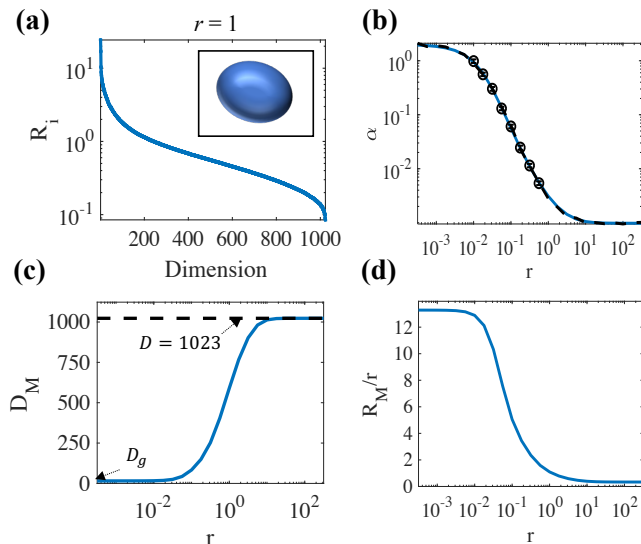 (a)
r = 1
R_i
10^1
10^0
10^-1
200 400 600 800 1000
Dimension
(b)
α
10^0
10^-1
10^-2
10^-3 10^-2 10^-1 10^0 10^1 10^2
r
(c)
D_M
1000
750
500
250
0
D = 1023
D_g
10^-2 10^0 10^2
r
(d)
R_M/r
12
10
8
6
4
2
0
10^-3 10^-2 10^-1 10^0 10^1 10^2
r